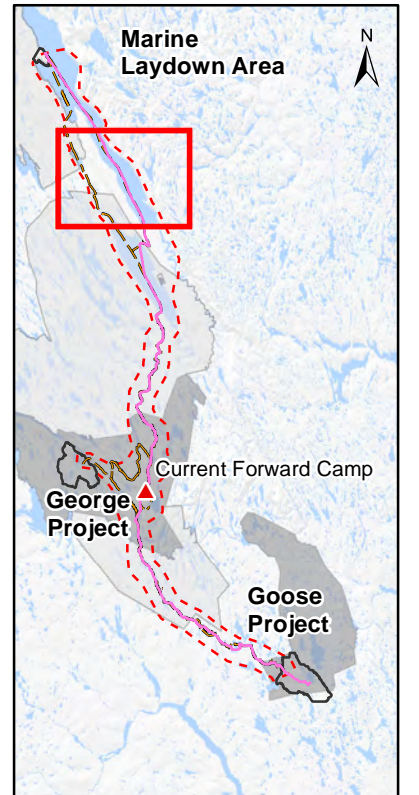 Marine
Laydown Area
N
Current Forward Camp
George
Project
Goose
Project